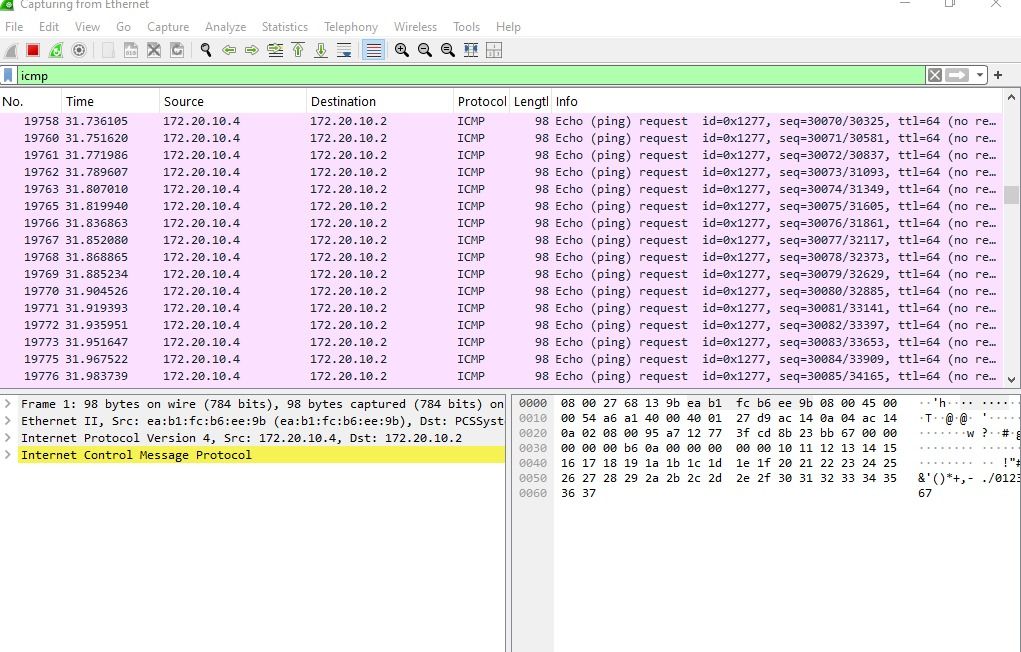 Capturing from Ethernet
File Edit View Go Capture Analyze Statistics Telephony Wireless Tools Help
icmp
No. Time Source Destination Protocol Lengtl Info
19758 31.736105 172.20.10.4 172.20.10.2 ICMP 98 Echo (ping) request id=0x1277, seq=30070/30325, ttl=64 (no re…
19760 31.751620 172.20.10.4 172.20.10.2 ICMP 98 Echo (ping) request id=0x1277, seq=30071/30581, ttl=64 (no re…
19761 31.771986 172.20.10.4 172.20.10.2 ICMP 98 Echo (ping) request id=0x1277, seq=30072/30837, ttl=64 (no re…
19762 31.789607 172.20.10.4 172.20.10.2 ICMP 98 Echo (ping) request id=0x1277, seq=30073/31093, ttl=64 (no re…
19763 31.807010 172.20.10.4 172.20.10.2 ICMP 98 Echo (ping) request id=0x1277, seq=30074/31349, ttl=64 (no re…
19765 31.819940 172.20.10.4 172.20.10.2 ICMP 98 Echo (ping) request id=0x1277, seq=30075/31605, ttl=64 (no re…
19766 31.836863 172.20.10.4 172.20.10.2 ICMP 98 Echo (ping) request id=0x1277, seq=30076/31861, ttl=64 (no re…
19767 31.852080 172.20.10.4 172.20.10.2 ICMP 98 Echo (ping) request id=0x1277, seq=30077/32117, ttl=64 (no re…
19768 31.868865 172.20.10.4 172.20.10.2 ICMP 98 Echo (ping) request id=0x1277, seq=30078/32373, ttl=64 (no re…
19769 31.885234 172.20.10.4 172.20.10.2 ICMP 98 Echo (ping) request id=0x1277, seq=30079/32629, ttl=64 (no re…
19770 31.904526 172.20.10.4 172.20.10.2 ICMP 98 Echo (ping) request id=0x1277, seq=30080/32885, ttl=64 (no re…
19771 31.919393 172.20.10.4 172.20.10.2 ICMP 98 Echo (ping) request id=0x1277, seq=30081/33141, ttl=64 (no re…
19772 31.935951 172.20.10.4 172.20.10.2 ICMP 98 Echo (ping) request id=0x1277, seq=30082/33397, ttl=64 (no re…
19773 31.951647 172.20.10.4 172.20.10.2 ICMP 98 Echo (ping) request id=0x1277, seq=30083/33653, ttl=64 (no re…
19775 31.967522 172.20.10.4 172.20.10.2 ICMP 98 Echo (ping) request id=0x1277, seq=30084/33909, ttl=64 (no re…
19776 31.983739 172.20.10.4 172.20.10.2 ICMP 98 Echo (ping) request id=0x1277, seq=30085/34165, ttl=64 (no re…
Frame 1: 98 bytes on wire (784 bits), 98 bytes captured (784 bits) on
Ethernet II, Src: ea:b1:fc:b6:ee:9b (ea:b1:fc:b6:ee:9b), Dst: PCSSyst
Internet Protocol Version 4, Src: 172.20.10.4, Dst: 172.20.10.2
Internet Control Message Protocol
0000 08 00 27 68 13 9b ea b1 fc b6 ee 9b 08 00 45 00 ··'h···· ······
0010 00 54 a6 a1 40 00 40 01 27 d9 ac 14 0a 04 ac 14 ·T··@·@· '·····
0020 0a 02 08 00 95 a7 12 77 3f cd 8b 23 bb 67 00 00 ·······w ?··#·g
0030 00 00 00 b6 0a 00 00 00 00 00 10 11 12 13 14 15 ········ ······
0040 16 17 18 19 1a 1b 1c 1d 1e 1f 20 21 22 23 24 25 ········ ·· !"#
0050 26 27 28 29 2a 2b 2c 2d 2e 2f 30 31 32 33 34 35 &'()*+,- ./0123
0060 36 37 67